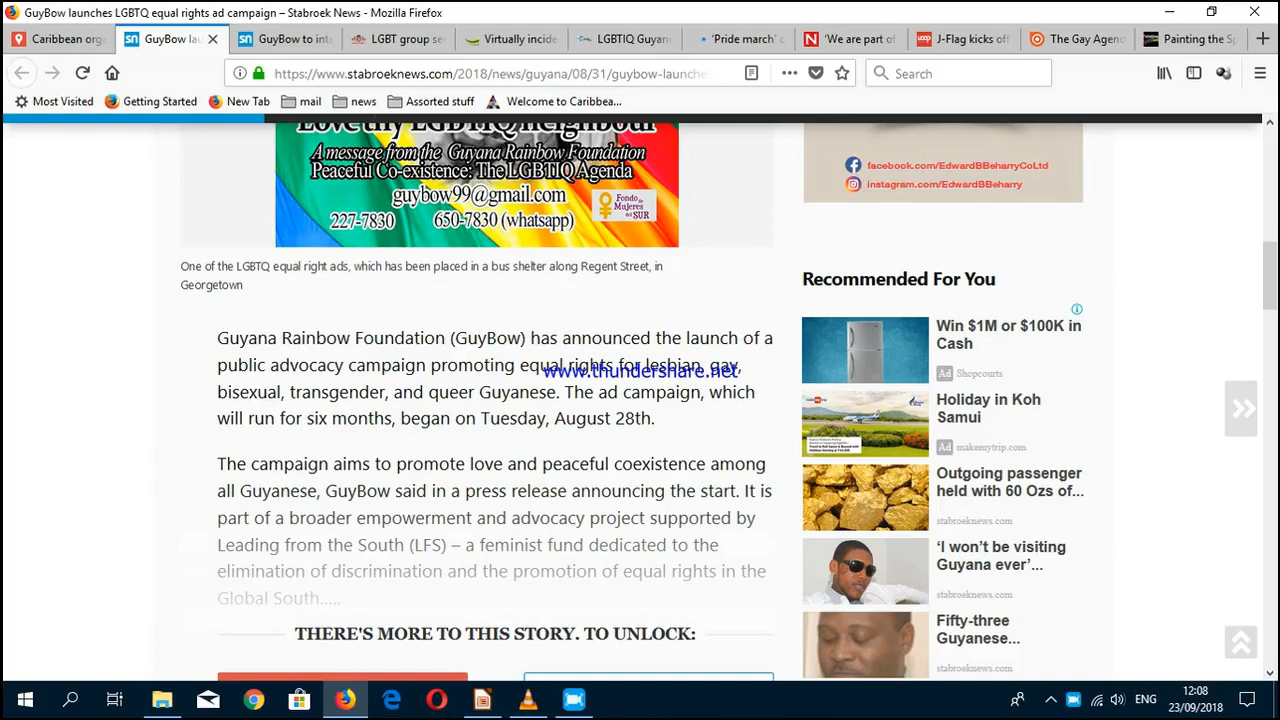 GuyBow launches LGBTQ equal rights ad campaign – Stabroek News - Mozilla Firefox
Caribbean orga
GuyBow lau
GuyBow to int
LGBT group se
Virtually incide
LGBTIQ Guyan
'Pride march' o
'We are part of
J-Flag kicks off
The Gay Agen
Painting the Sp
https://www.stabroeknews.com/2018/news/guyana/08/31/guybow-launche
Search
Most Visited
Getting Started
New Tab
mail
news
Assorted stuff
Welcome to Caribbea...
Love thy LGBTIQ neighbour
A message from the Guyana Rainbow Foundation
Peaceful Co-existence: The LGBTIQ Agenda
guybow99@gmail.com
227-7830 650-7830 (whatsapp)
Fondo de
Mujeres
del SUR
One of the LGBTQ equal right ads, which has been placed in a bus shelter along Regent Street, in
Georgetown
Guyana Rainbow Foundation (GuyBow) has announced the launch of a
public advocacy campaign promoting equal rights for lesbian, gay,
bisexual, transgender, and queer Guyanese. The ad campaign, which
will run for six months, began on Tuesday, August 28th.
www.thundershare.net
The campaign aims to promote love and peaceful coexistence among
all Guyanese, GuyBow said in a press release announcing the start. It is
part of a broader empowerment and advocacy project supported by
Leading from the South (LFS) – a feminist fund dedicated to the
elimination of discrimination and the promotion of equal rights in the
Global South.....
THERE'S MORE TO THIS STORY. TO UNLOCK:
facebook.com/EdwardBBeharryCoLtd
instagram.com/EdwardBBeharry
Recommended For You
Win $1M or $100K in
Cash
Ad Shopcourts
Holiday in Koh
Samui
Ad makemytrip.com
Outgoing passenger
held with 60 Ozs of...
stabroeknews.com
'I won't be visiting
Guyana ever'...
stabroeknews.com
Fifty-three
Guyanese...
stabroeknews.com
ENG
12:08
23/09/2018